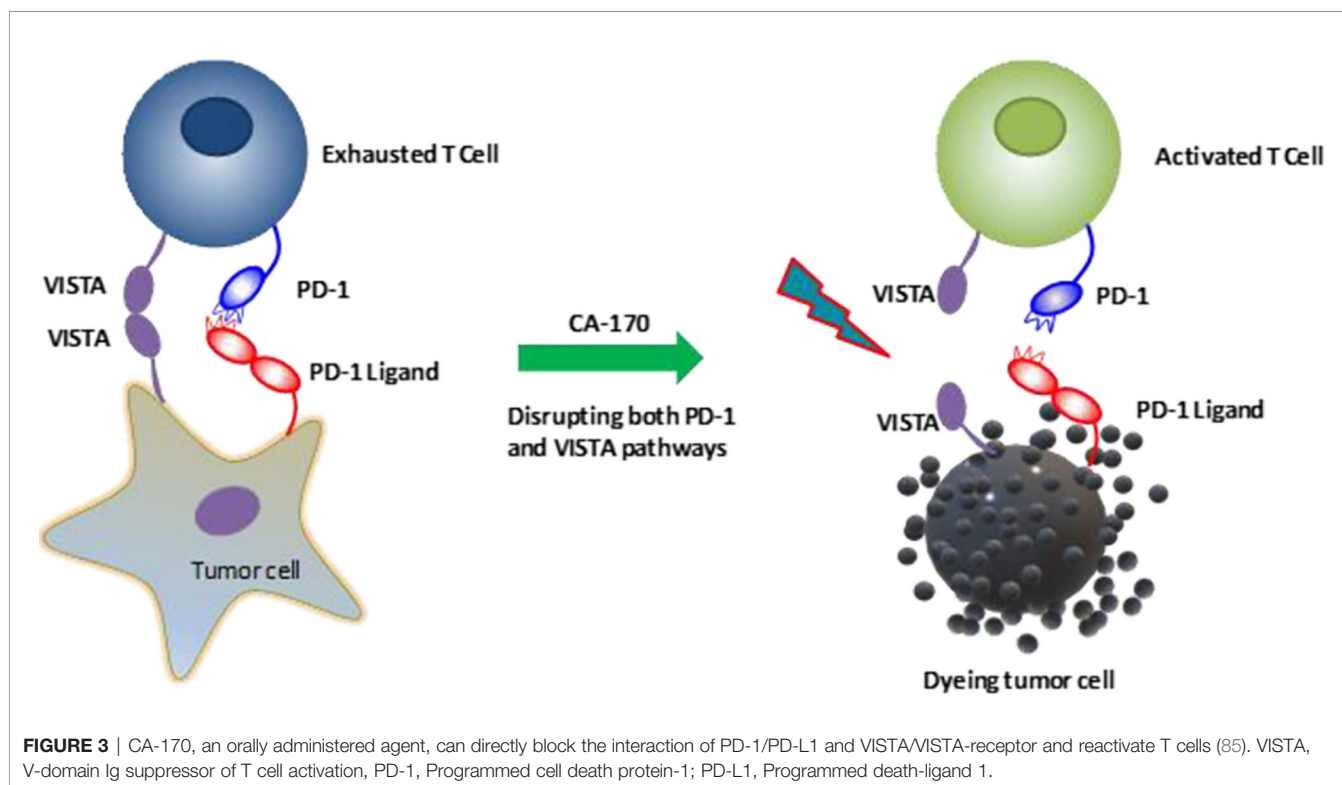 Exhausted T Cell
VISTA
VISTA
PD-1
PD-1 Ligand
Tumor cell
CA-170
Disrupting both PD-1
and VISTA pathways
Activated T Cell
VISTA
PD-1
VISTA
PD-1 Ligand
Dyeing tumor cell
FIGURE 3 | CA-170, an orally administered agent, can directly block the interaction of PD-1/PD-L1 and VISTA/VISTA-receptor and reactivate T cells (85). VISTA,
V-domain Ig suppressor of T cell activation, PD-1, Programmed cell death protein-1; PD-L1, Programmed death-ligand 1.